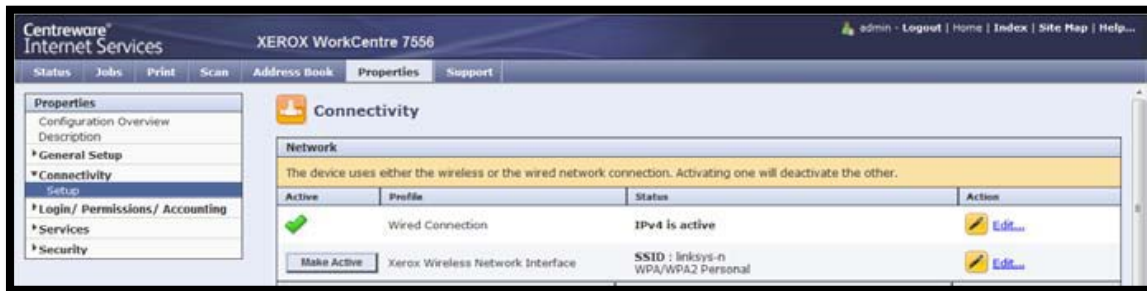 Centreware®
Internet Services
XEROX WorkCentre 7556
admin - Logout | Home | Index | Site Map | Help...
Status Jobs Print Scan Address Book Properties Support
Properties
Configuration Overview
Description
General Setup
Connectivity
Setup
Login/ Permissions/ Accounting
Services
Security
Connectivity
Network
The device uses either the wireless or the wired network connection. Activating one will deactivate the other.
Active Profile Status Action
Wired Connection IPv4 is active Edit...
Make Active Xerox Wireless Network Interface SSID : linksys-n Edit...
WPA/WPA2 Personal